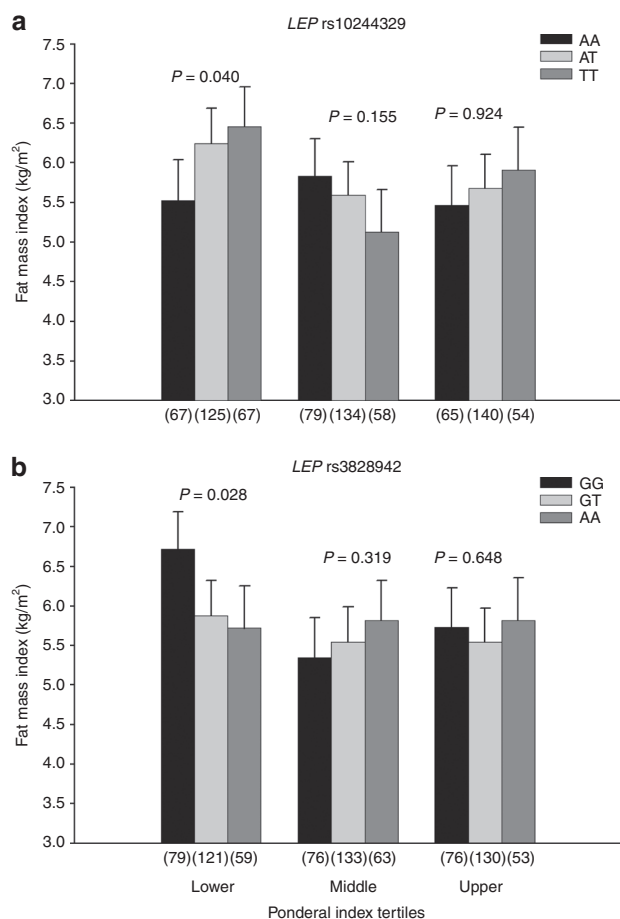 a
LEP rs10244329
AA
AT
TT
7.5
7.0
6.5
6.0
5.5
5.0
4.5
4.0
3.5
3.0
Fat mass index (kg/m²)
P = 0.040
P = 0.155
P = 0.924
(67)(125)(67) (79)(134)(58) (65)(140)(54)
b
LEP rs3828942
GG
GT
AA
7.5
7.0
6.5
6.0
5.5
5.0
4.5
4.0
3.5
3.0
Fat mass index (kg/m²)
P = 0.028
P = 0.319
P = 0.648
(79)(121)(59) (76)(133)(63) (76)(130)(53)
Lower Middle Upper
Ponderal index tertiles